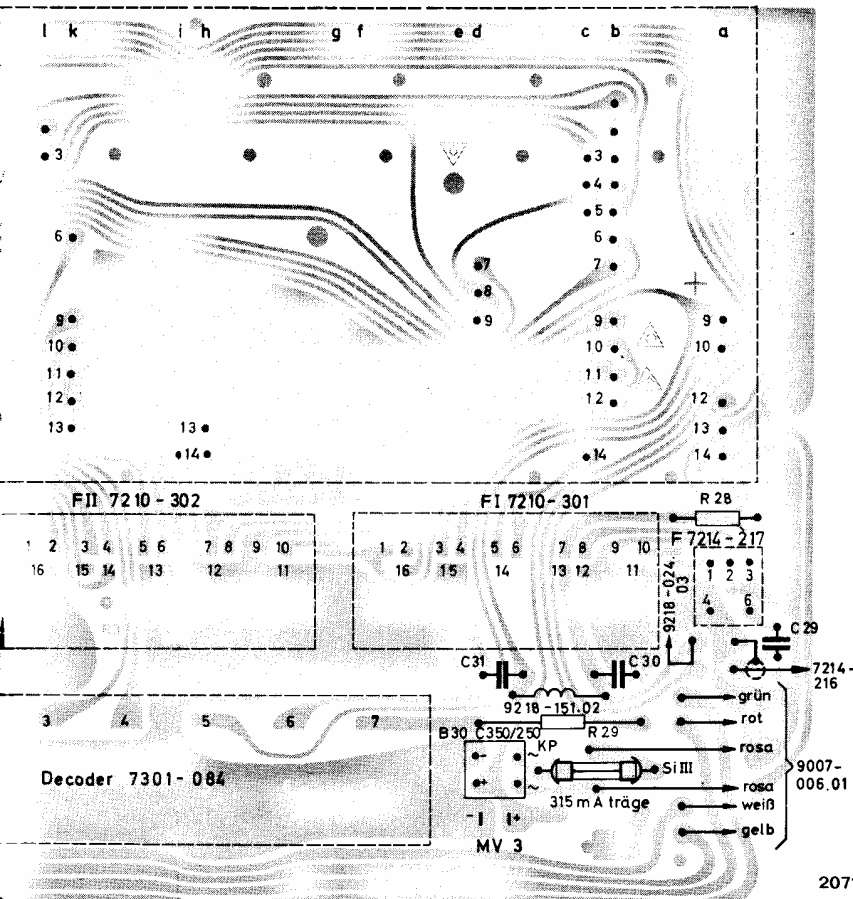 l k i h g f e d c b a
3 3
4
5
6 6
7 7
8
9 9 9 9
10 10 10
11 11
12 12 12
13 13 13
14 14 14
FII 7210-302 FI 7210-301 R 28
F 7214-217
1 2 3 4 5 6 7 8 9 10
16 15 14 13 12 11
1 2 3 4 5 6 7 8 9 10
16 15 14 13 12 11
1 2 3
4 6
9218-024.
03
C 29
7214-
216
C31 C 30
9218-151.02
grün
3 4 5 6 7
rot
B30 C350/250 R 29
KP
rosa
- ~
+ ~
Si III
9007-
006.01
Decoder 7301-084
315 mA träge
rosa
weiß
- +
gelb
MV 3
2071